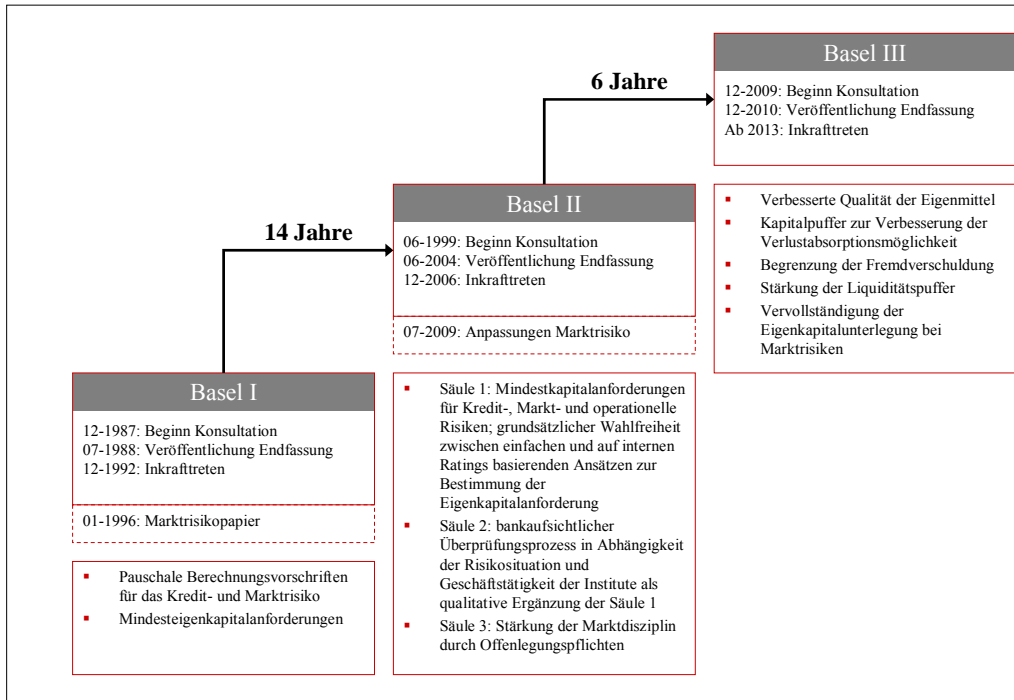 Basel III
12-2009: Beginn Konsultation
12-2010: Veröffentlichung Endfassung
Ab 2013: Inkrafttreten
6 Jahre
▪ Verbesserte Qualität der Eigenmittel
▪ Kapitalpuffer zur Verbesserung der
Verlustabsorptionsmöglichkeit
▪ Begrenzung der Fremdverschuldung
▪ Stärkung der Liquiditätspuffer
▪ Vervollständigung der
Eigenkapitalunterlegung bei
Marktrisiken
Basel II
06-1999: Beginn Konsultation
06-2004: Veröffentlichung Endfassung
12-2006: Inkrafttreten
07-2009: Anpassungen Marktrisiko
14 Jahre
▪ Säule 1: Mindestkapitalanforderungen
für Kredit-, Markt- und operationelle
Risiken; grundsätzlicher Wahlfreiheit
zwischen einfachen und auf internen
Ratings basierenden Ansätzen zur
Bestimmung der
Eigenkapitalanforderung
▪ Säule 2: bankaufsichtlicher
Überprüfungsprozess in Abhängigkeit
der Risikosituation und
Geschäftstätigkeit der Institute als
qualitative Ergänzung der Säule 1
▪ Säule 3: Stärkung der Marktdisziplin
durch Offenlegungspflichten
Basel I
12-1987: Beginn Konsultation
07-1988: Veröffentlichung Endfassung
12-1992: Inkrafttreten
01-1996: Marktrisikopapier
▪ Pauschale Berechnungsvorschriften
für das Kredit- und Marktrisiko
▪ Mindesteigenkapitalanforderungen